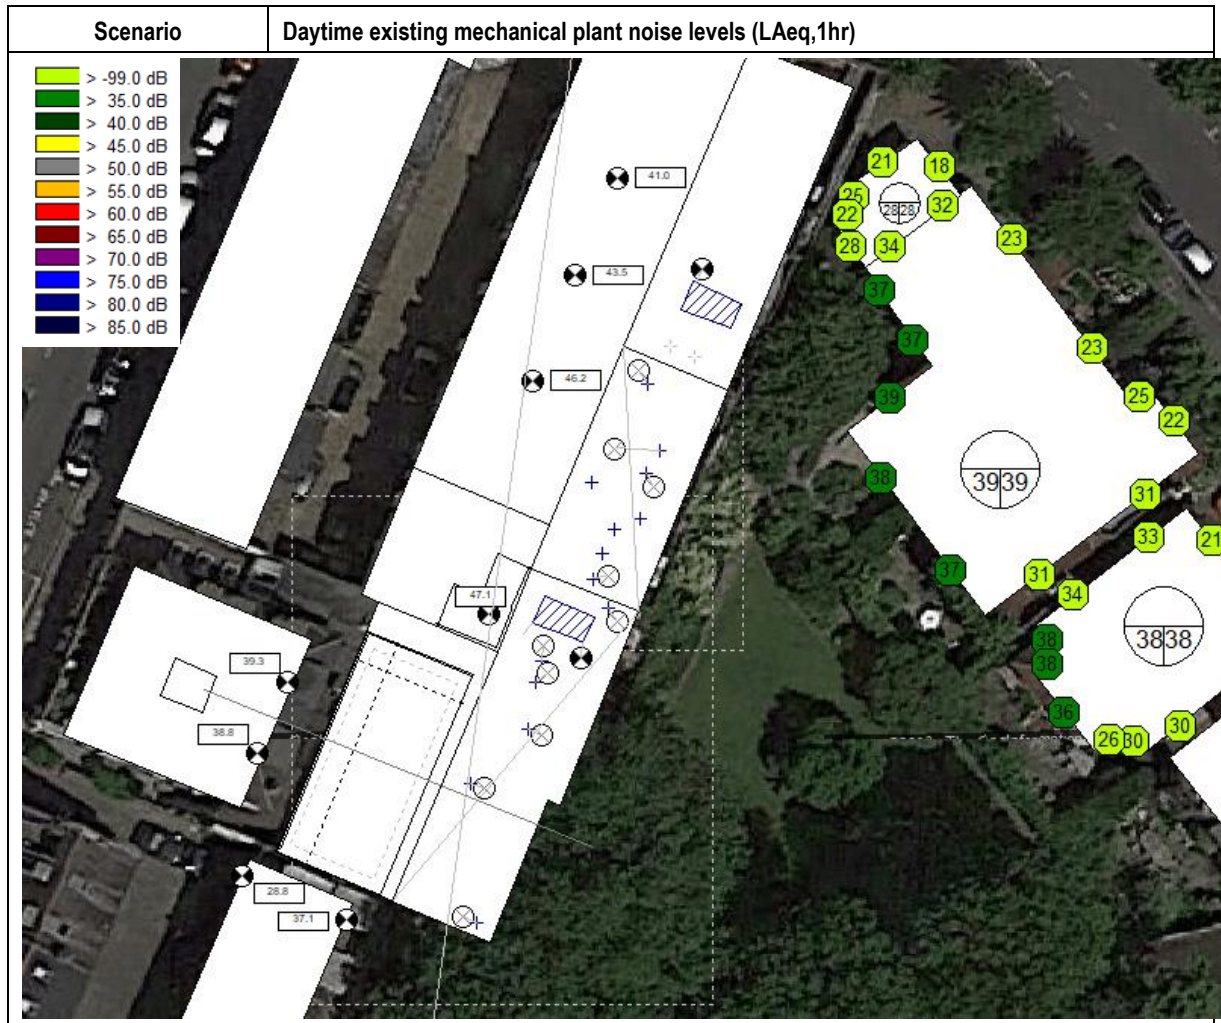 Scenario
Daytime existing mechanical plant noise levels (LAeq,1hr)
> -99.0 dB
> 35.0 dB
> 40.0 dB
> 45.0 dB
> 50.0 dB
> 55.0 dB
> 60.0 dB
> 65.0 dB
> 70.0 dB
> 75.0 dB
> 80.0 dB
> 85.0 dB
21
18
41.0
25
32
28 28
22
23
28
34
43.5
37
37
23
46.2
39
25
22
38
39 39
31
33
21
37
31
34
47.1
38
38 38
39.3
38
36
38.8
30
26
30
28.8
37.1